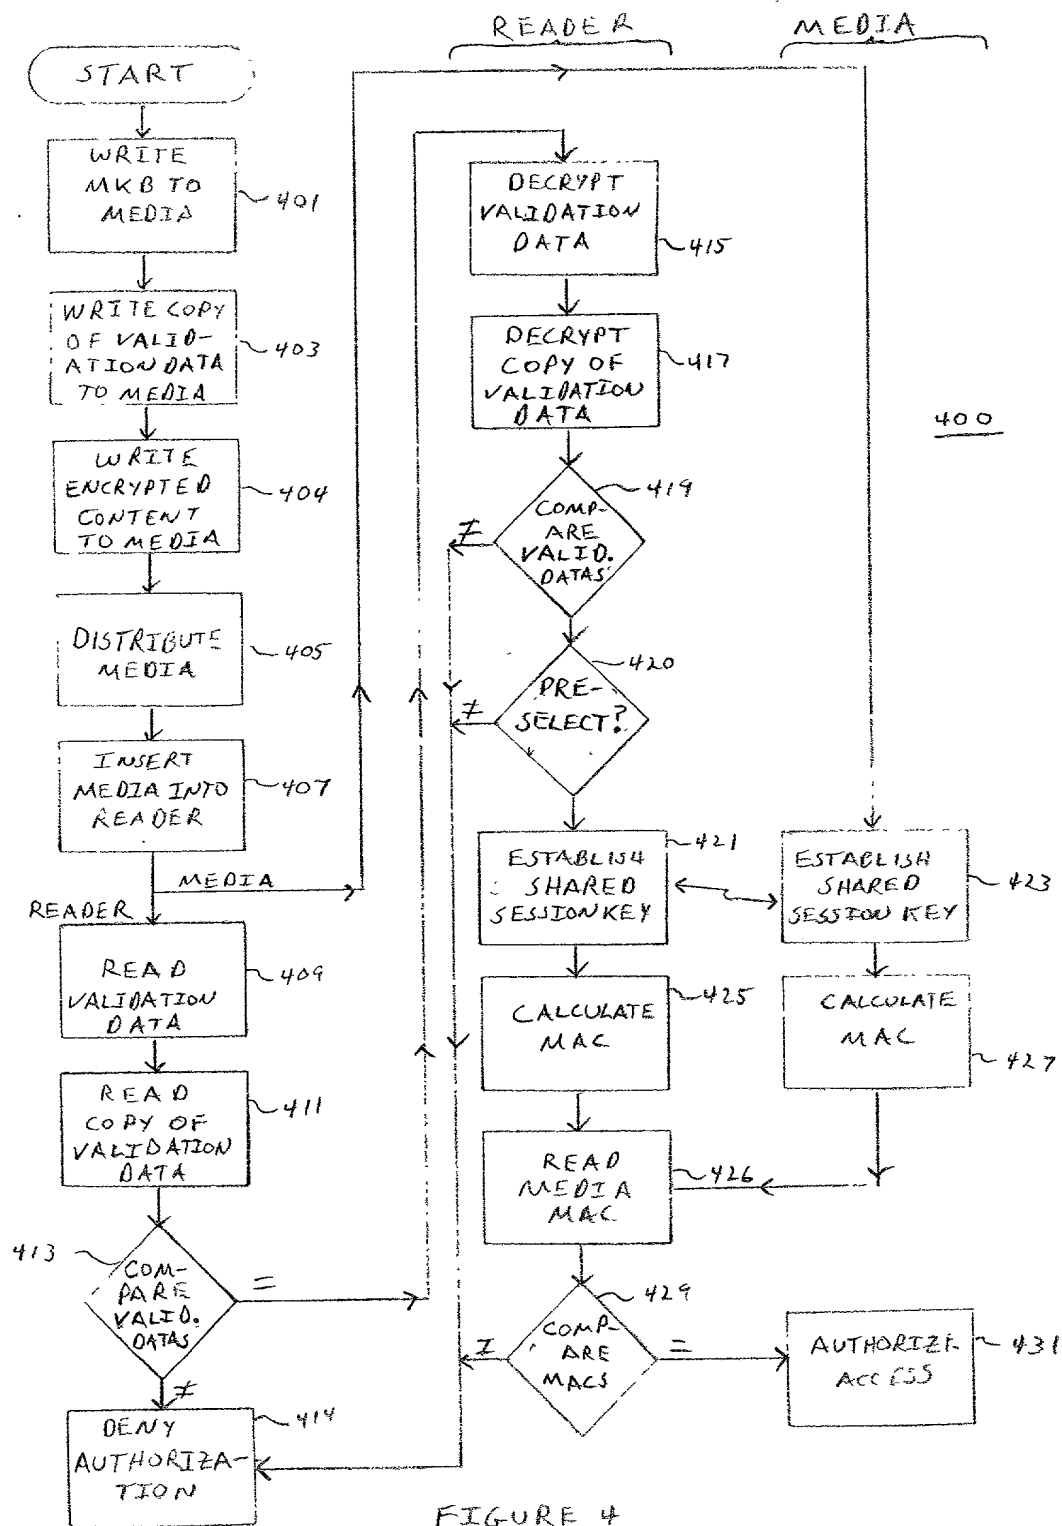 READER
MEDIA
START
WRITE
MKB TO
MEDIA
401
WRITE COPY
OF VALID-
ATION DATA
TO MEDIA
403
WRITE
ENCRYPTED
CONTENT
TO MEDIA
404
DISTRIBUTE
MEDIA
405
INSERT
MEDIA INTO
READER
407
MEDIA
READER
READ
VALIDATION
DATA
409
READ
COPY OF
VALIDATION
DATA
411
413
COM-
PARE
VALID.
DATAS
=
≠
DENY
AUTHORIZA-
TION
414
DECRYPT
VALIDATION
DATA
415
DECRYPT
COPY OF
VALIDATION
DATA
417
400
419
COMP-
ARE
VALID.
DATAS
≠
420
PRE-
SELECT?
≠
ESTABLISH
SHARED
SESSION KEY
421
ESTABLISH
SHARED
SESSION KEY
423
CALCULATE
MAC
425
CALCULATE
MAC
427
READ
MEDIA
MAC
426
429
COMP-
ARE
MACS
≠
=
AUTHORIZE
ACCESS
431
FIGURE 4